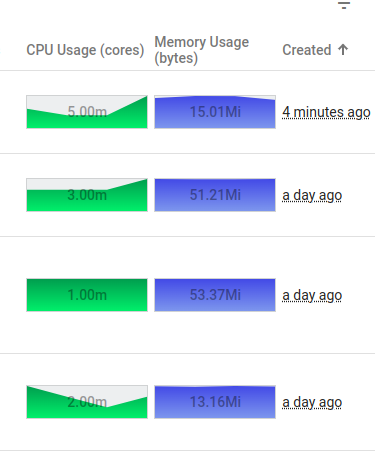 CPU Usage (cores)
Memory Usage
(bytes)
Created
5.00m
15.01Mi
4 minutes ago
3.00m
51.21Mi
a day ago
1.00m
53.37Mi
a day ago
2.00m
13.16Mi
a day ago